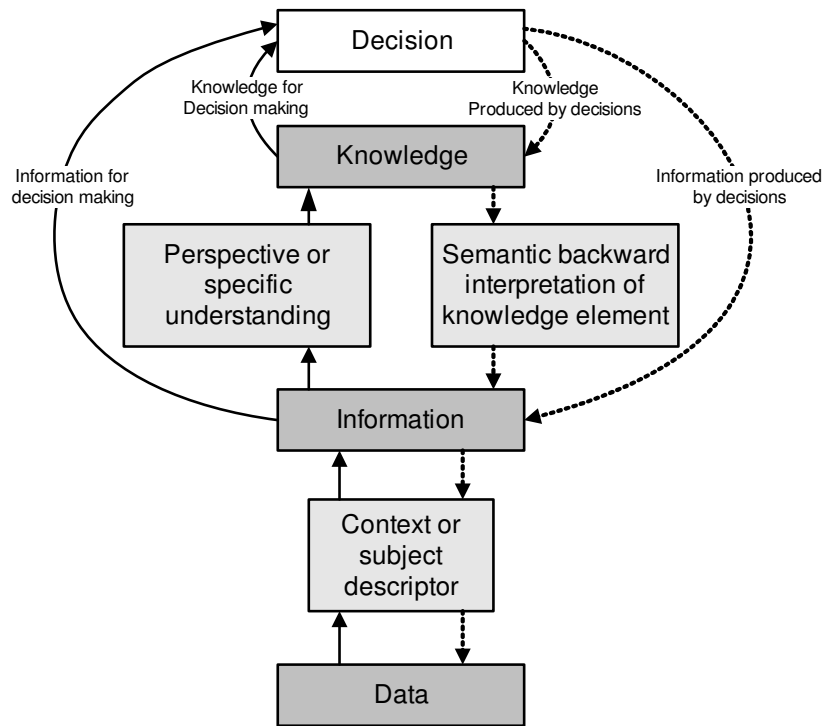 Decision
Knowledge for
Decision making
Knowledge
Produced by decisions
Knowledge
Information for
decision making
Information produced
by decisions
Perspective or
specific
understanding
Semantic backward
interpretation of
knowledge element
Information
Context or
subject
descriptor
Data